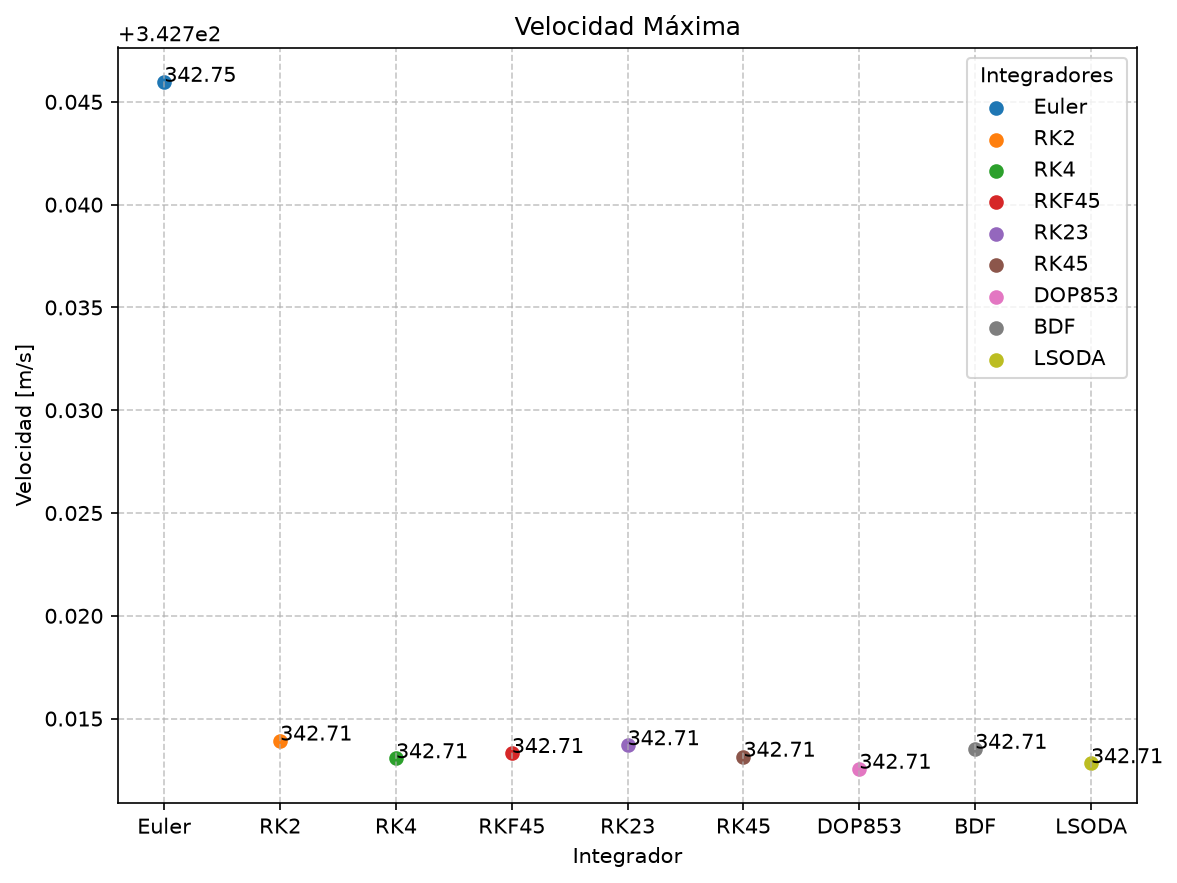 Velocidad Máxima
+3.427e2
Velocidad [m/s]
0.045
0.040
0.035
0.030
0.025
0.020
0.015
342.75
342.71
342.71
342.71
342.71
342.71
342.71
342.71
342.71
Integradores
Euler
RK2
RK4
RKF45
RK23
RK45
DOP853
BDF
LSODA
Euler RK2 RK4 RKF45 RK23 RK45 DOP853 BDF LSODA
Integrador